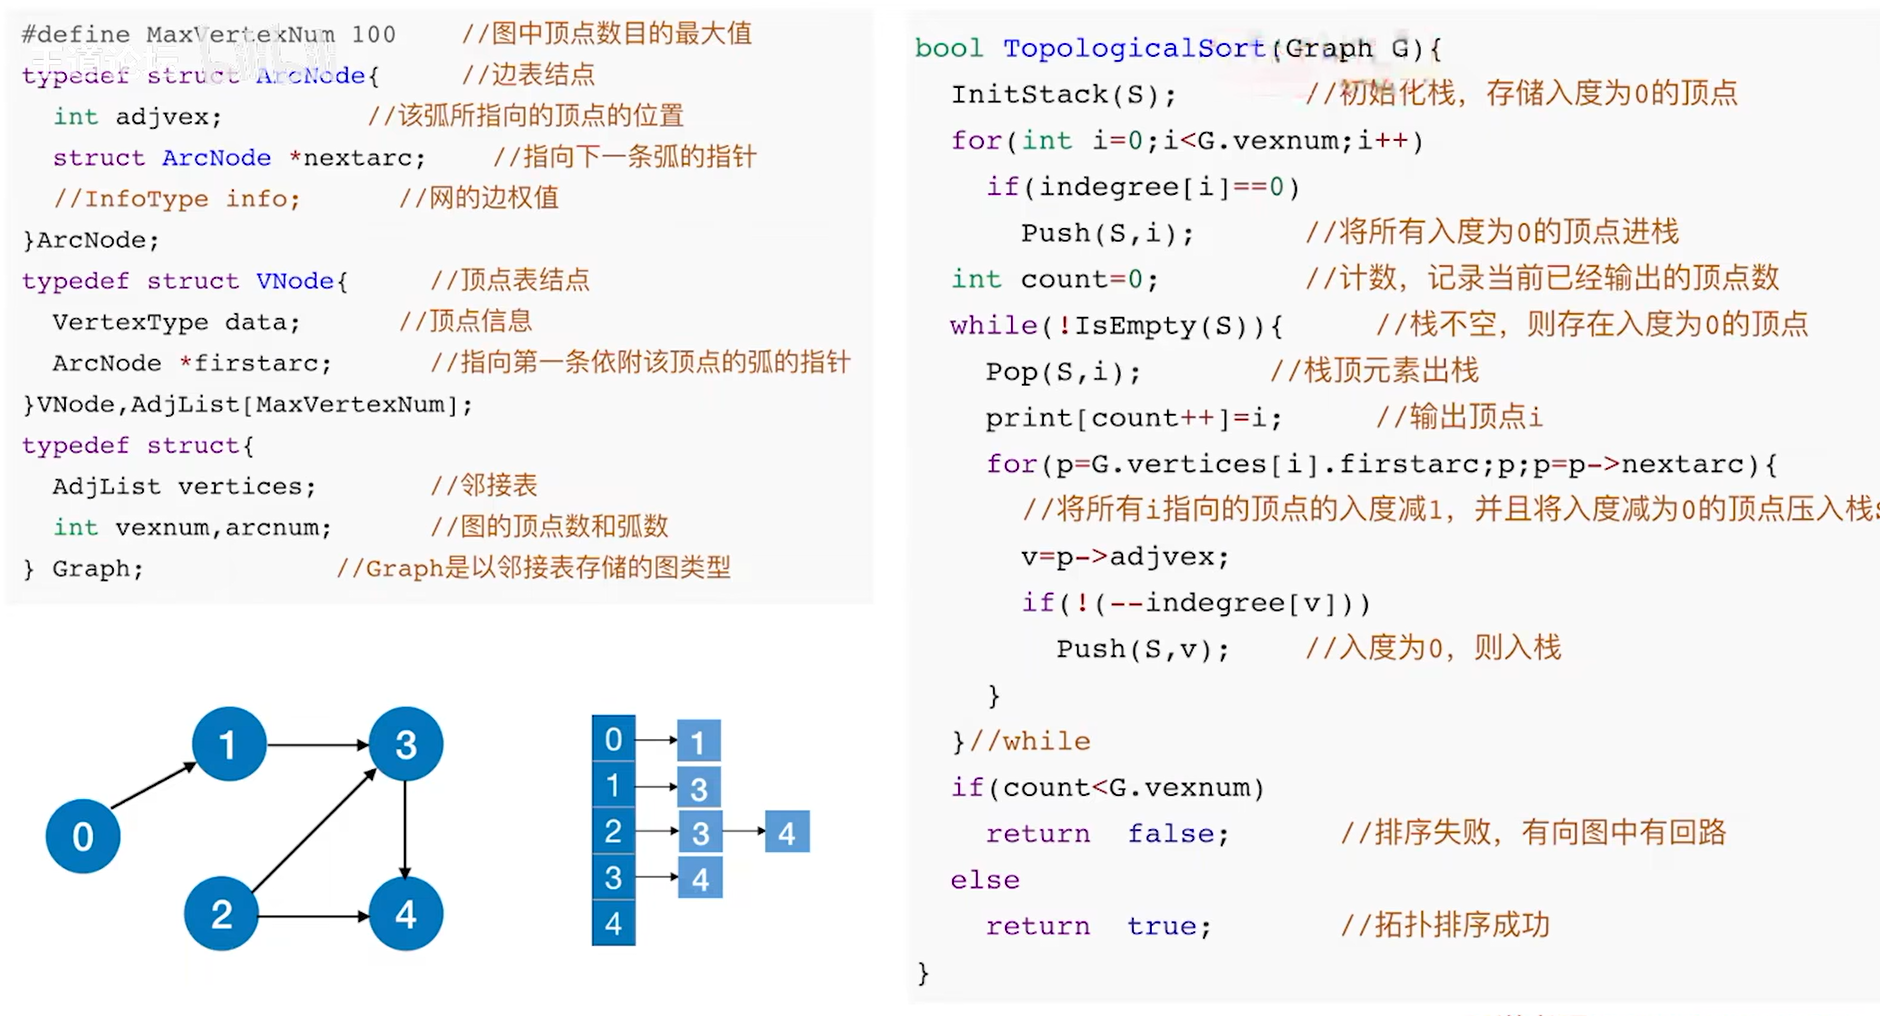 #define MaxVertexNum 100 //图中顶点数目的最大值
typedef struct ArcNode{ //边表结点
int adjvex; //该弧所指向的顶点的位置
struct ArcNode *nextarc; //指向下一条弧的指针
//InfoType info; //网的边权值
}ArcNode;
typedef struct VNode{ //顶点表结点
VertexType data; //顶点信息
ArcNode *firstarc; //指向第一条依附该顶点的弧的指针
}VNode,AdjList[MaxVertexNum];
typedef struct{
AdjList vertices; //邻接表
int vexnum,arcnum; //图的顶点数和弧数
} Graph; //Graph是以邻接表存储的图类型
1
3
0
2
4
0 1
1 3
2 3 4
3 4
4
bool TopologicalSort(Graph G){
InitStack(S); //初始化栈，存储入度为0的顶点
for(int i=0;i<G.vexnum;i++)
if(indegree[i]==0)
Push(S,i); //将所有入度为0的顶点进栈
int count=0; //计数，记录当前已经输出的顶点数
while(!IsEmpty(S)){ //栈不空，则存在入度为0的顶点
Pop(S,i); //栈顶元素出栈
print[count++]=i; //输出顶点i
for(p=G.vertices[i].firstarc;p;p=p->nextarc){
//将所有i指向的顶点的入度减1，并且将入度减为0的顶点压入栈S
v=p->adjvex;
if(!(--indegree[v]))
Push(S,v); //入度为0，则入栈
}
}//while
if(count<G.vexnum)
return false; //排序失败，有向图中有回路
else
return true; //拓扑排序成功
}